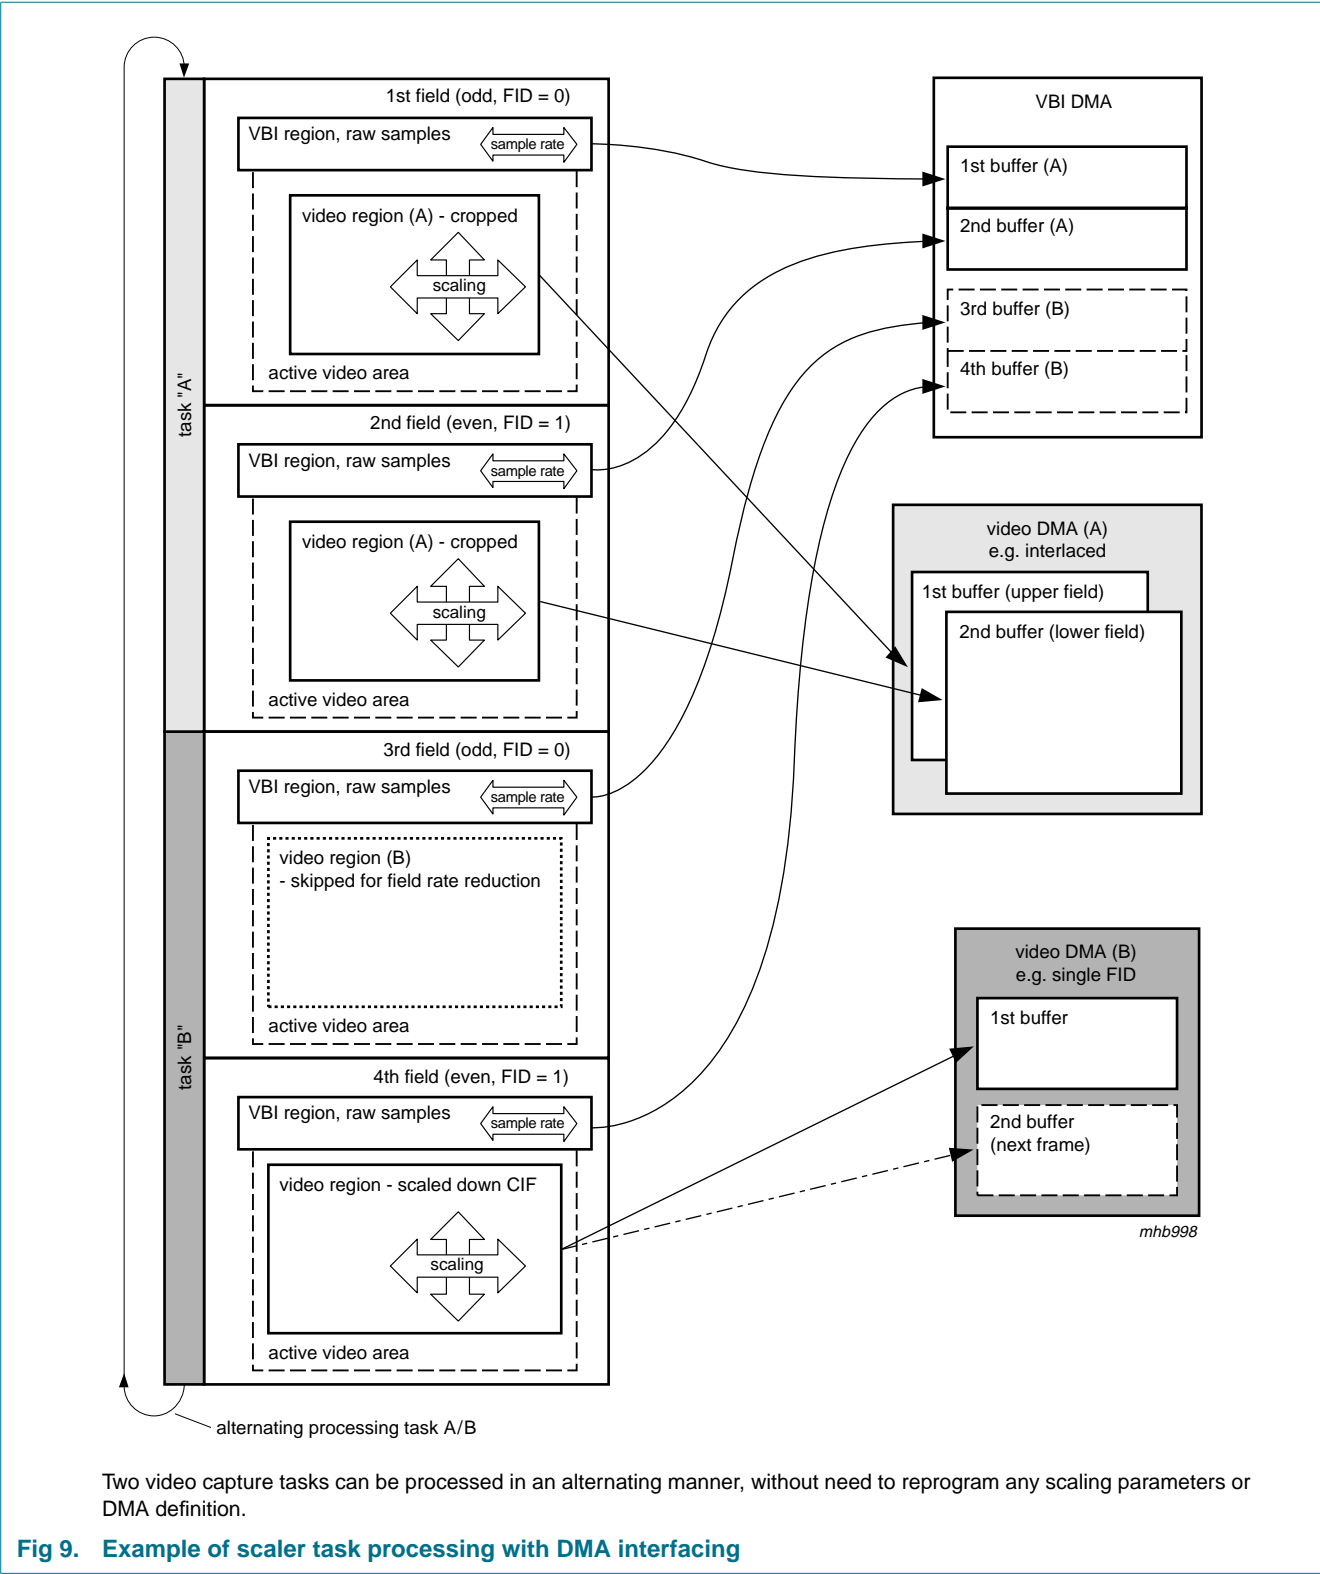 1st field (odd, FID = 0)
VBI region, raw samples
sample rate
video region (A) - cropped
scaling
active video area
task "A"
2nd field (even, FID = 1)
VBI region, raw samples
sample rate
video region (A) - cropped
scaling
active video area
3rd field (odd, FID = 0)
VBI region, raw samples
sample rate
video region (B)
- skipped for field rate reduction
active video area
task "B"
4th field (even, FID = 1)
VBI region, raw samples
sample rate
video region - scaled down CIF
scaling
active video area
alternating processing task A/B
VBI DMA
1st buffer (A)
2nd buffer (A)
3rd buffer (B)
4th buffer (B)
video DMA (A)
e.g. interlaced
1st buffer (upper field)
2nd buffer (lower field)
video DMA (B)
e.g. single FID
1st buffer
2nd buffer
(next frame)
mhb998
Two video capture tasks can be processed in an alternating manner, without need to reprogram any scaling parameters or
DMA definition.
Fig 9. Example of scaler task processing with DMA interfacing